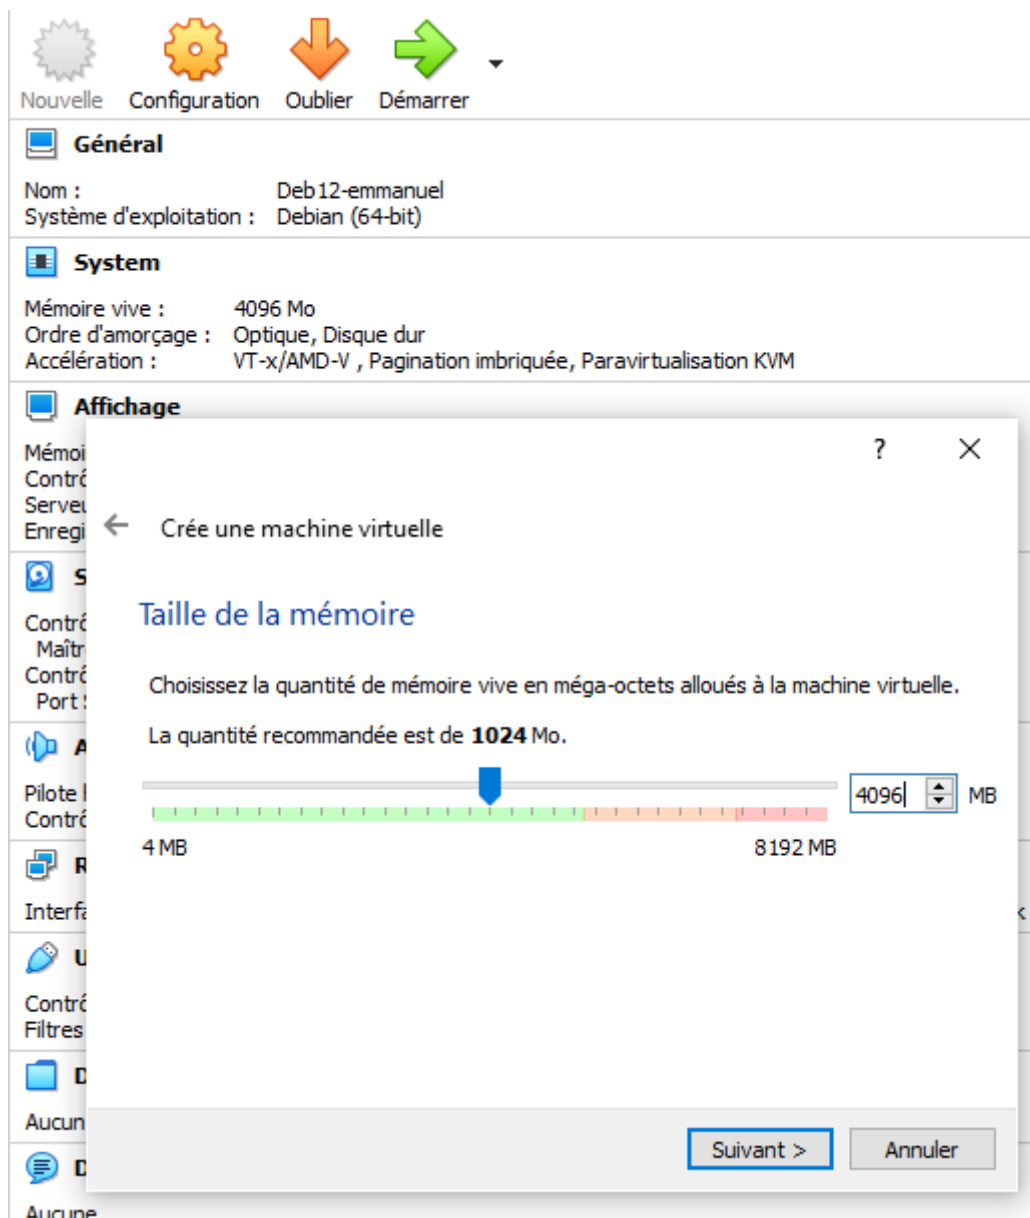 Nouvelle Configuration Oublier Démarrer
Général
Nom : Deb12-emmanuel
Système d'exploitation : Debian (64-bit)
System
Mémoire vive : 4096 Mo
Ordre d'amorçage : Optique, Disque dur
Accélération : VT-x/AMD-V , Pagination imbriquée, Paravirtualisation KVM
Affichage
?
Crée une machine virtuelle
Taille de la mémoire
Choisissez la quantité de mémoire vive en méga-octets alloués à la machine virtuelle.
La quantité recommandée est de 1024 Mo.
4096 MB
4 MB 8192 MB
Pilote
Filtres
Aucun
Suivant > Annuler
Aucune